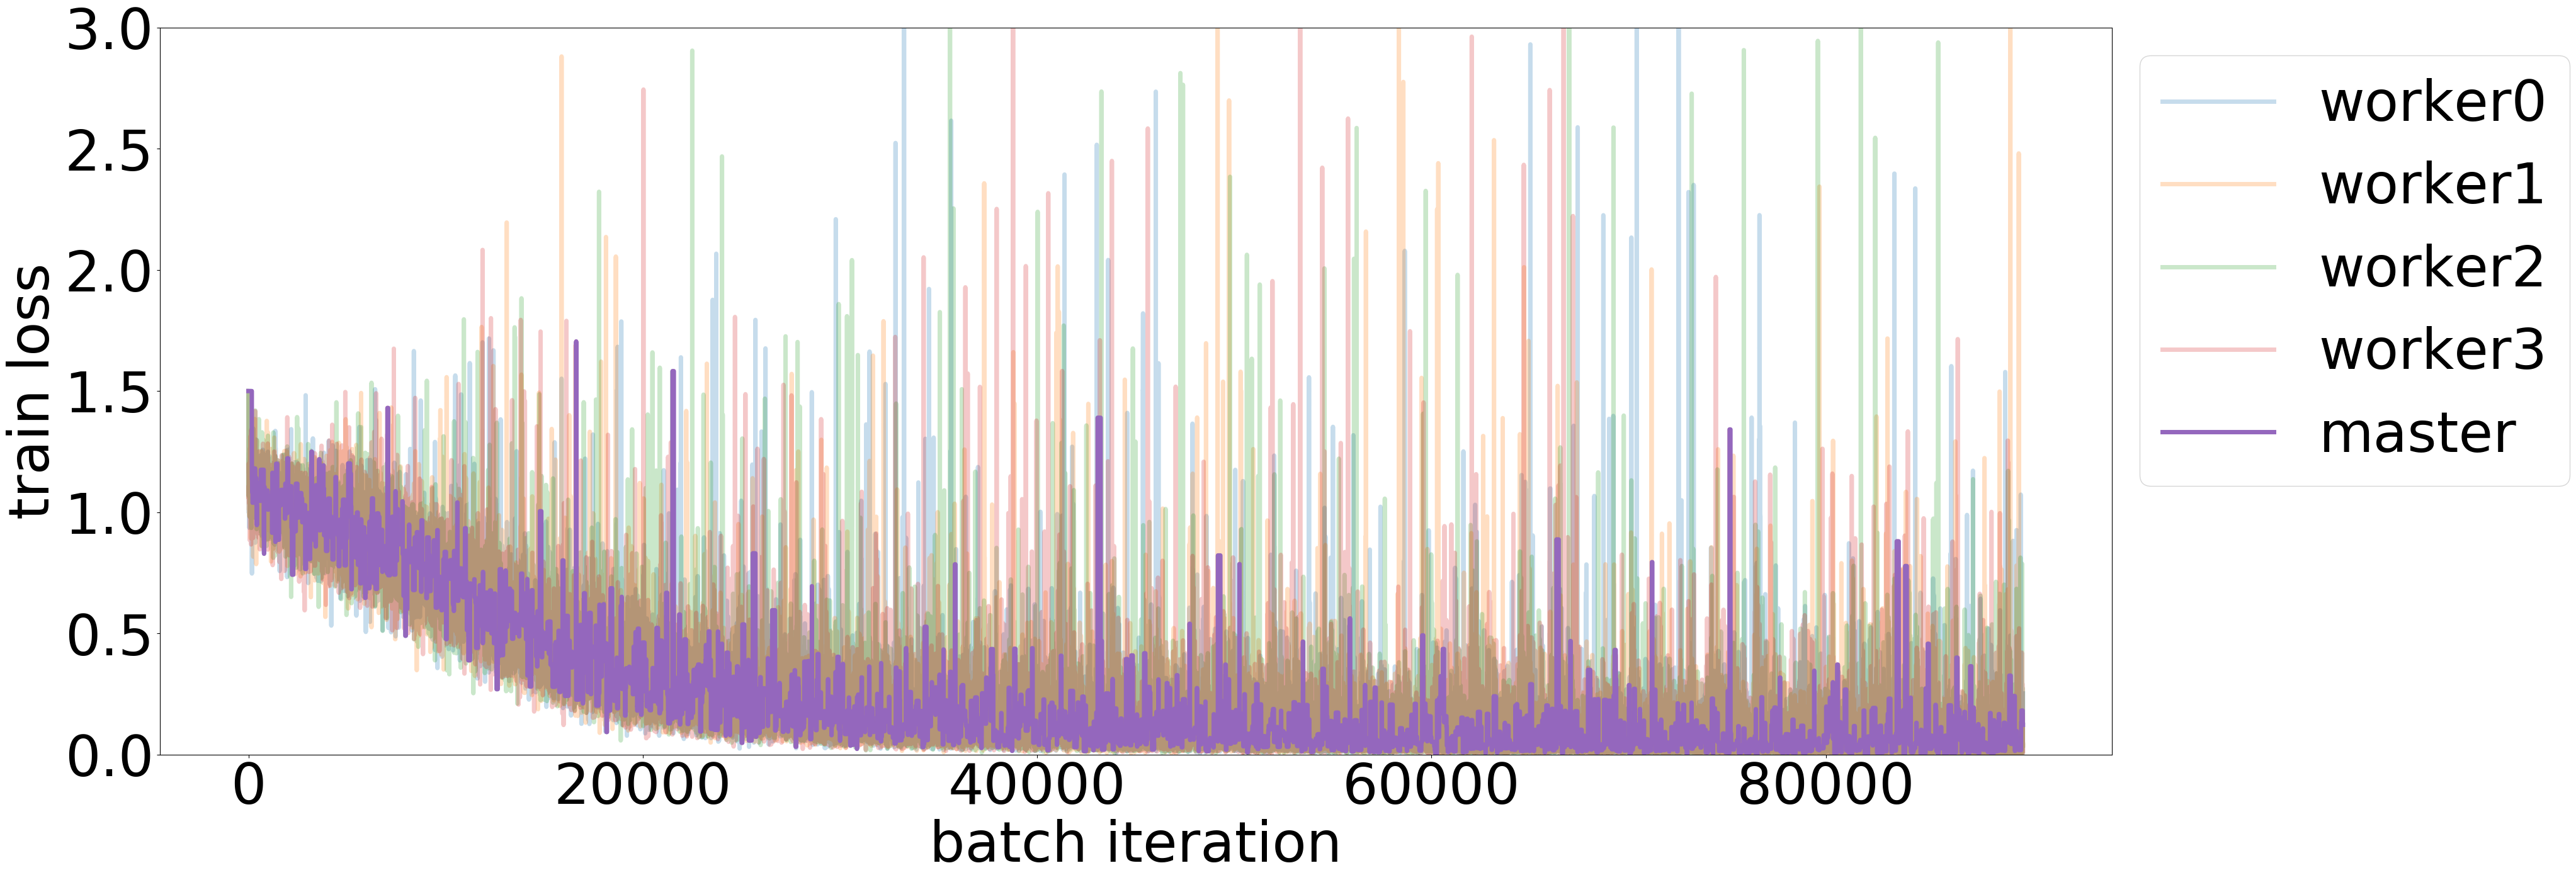 3.0
2.5
2.0
1.5
1.0
0.5
0.0
train loss
0 20000 40000 60000 80000
batch iteration
worker0
worker1
worker2
worker3
master